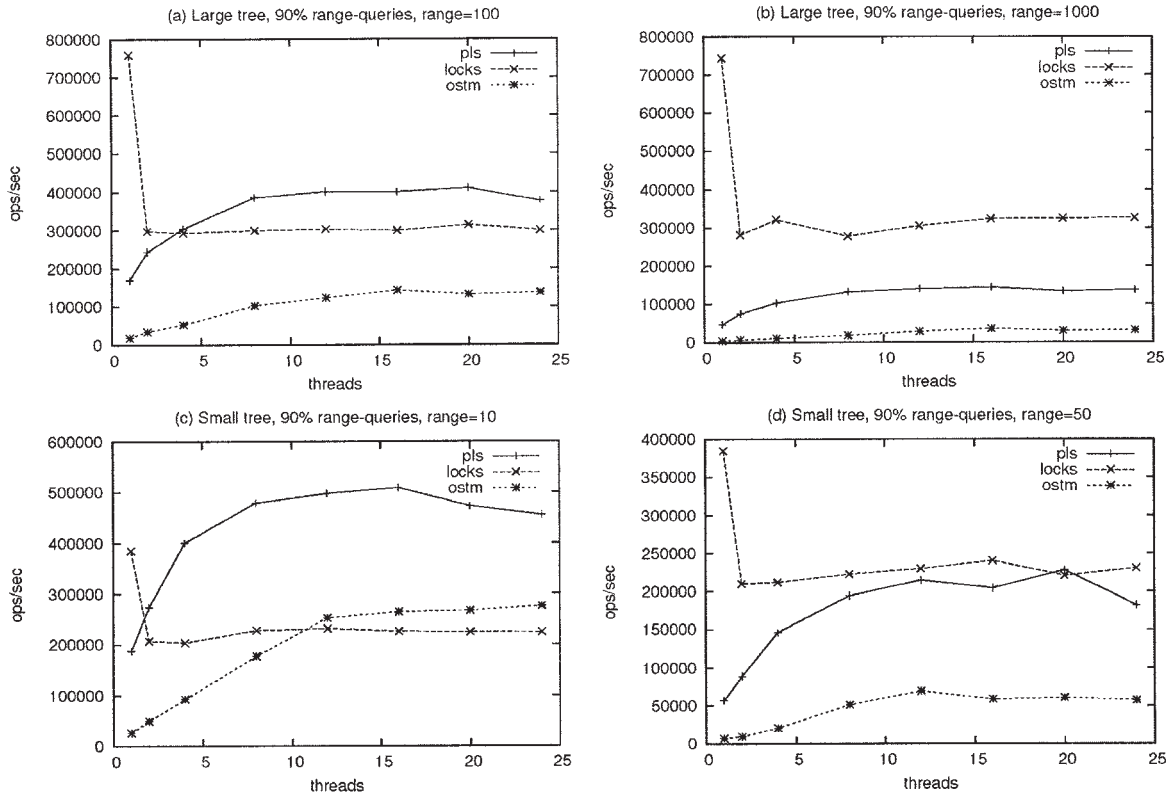 (a) Large tree, 90% range-queries, range=100
800000
700000
600000
500000
400000
300000
200000
100000
0
ops/sec
pls
locks
ostm
0 5 10 15 20 25
threads
(b) Large tree, 90% range-queries, range=1000
800000
700000
600000
500000
400000
300000
200000
100000
0
ops/sec
pls
locks
ostm
0 5 10 15 20 25
threads
(c) Small tree, 90% range-queries, range=10
600000
500000
400000
300000
200000
100000
0
ops/sec
pls
locks
ostm
0 5 10 15 20 25
threads
(d) Small tree, 90% range-queries, range=50
400000
350000
300000
250000
200000
150000
100000
50000
0
ops/sec
pls
locks
ostm
0 5 10 15 20 25
threads